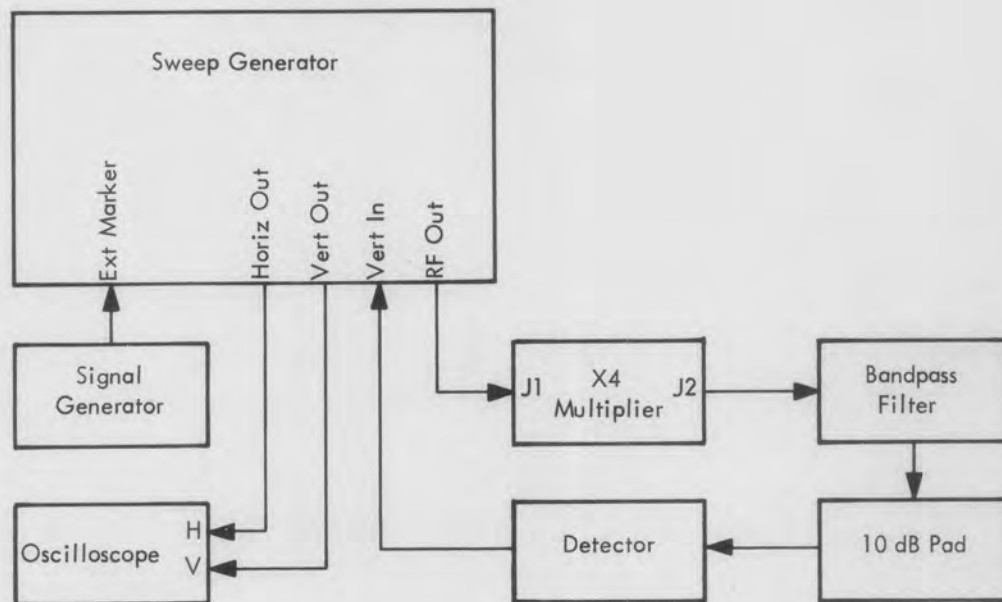 Sweep Generator
Ext Marker
Horiz Out
Vert Out
Vert In
RF Out
Signal
Generator
J1
X4
Multiplier
J2
Bandpass
Filter
Oscilloscope
H
V
Detector
10 dB Pad